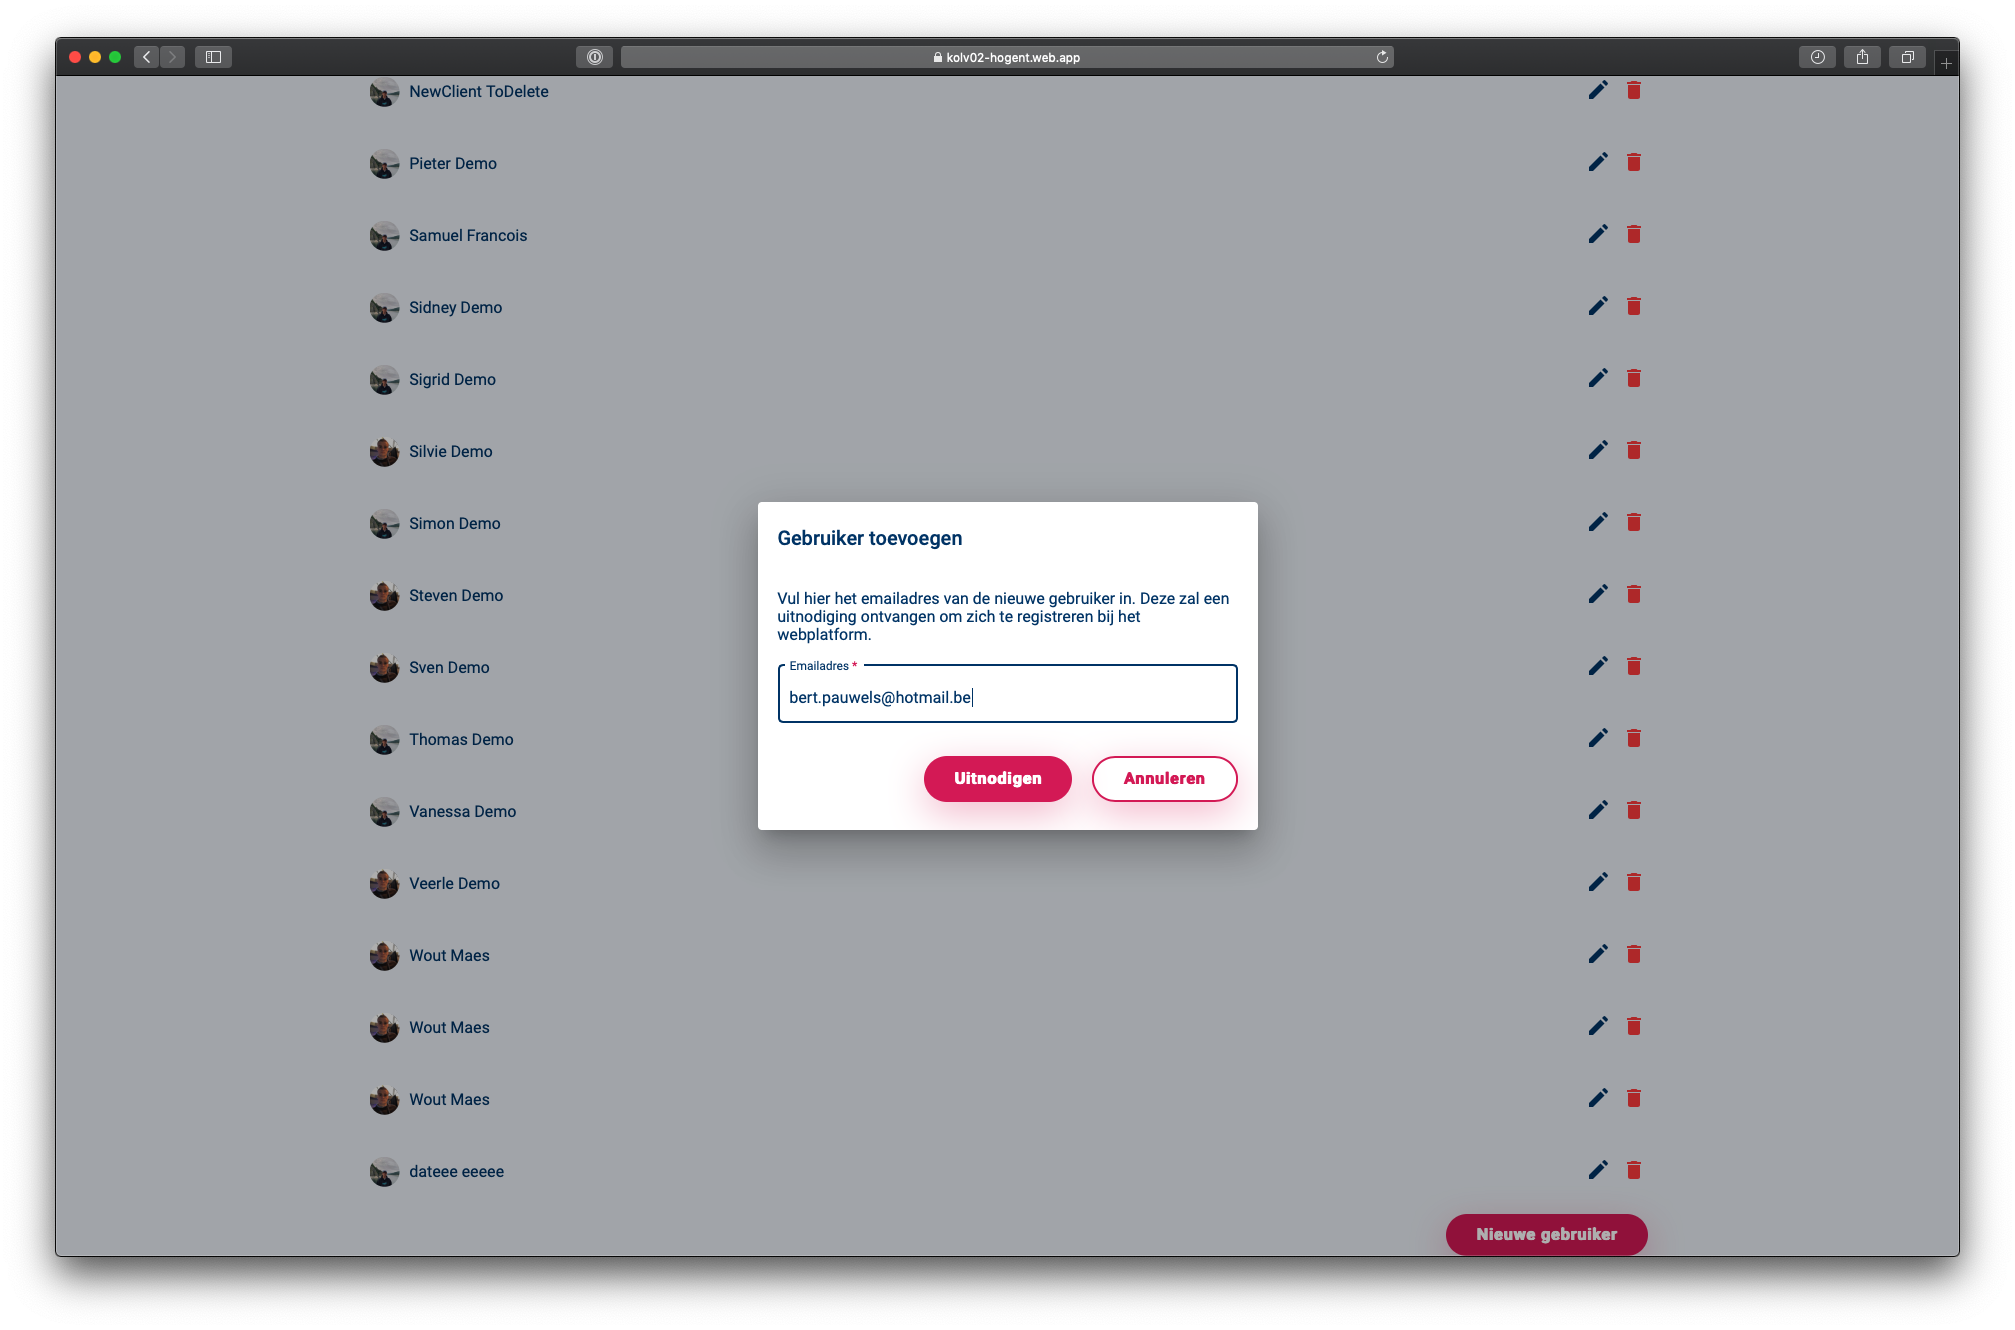 kolv02-hogent.web.app
NewClient ToDelete
Pieter Demo
Samuel Francois
Sidney Demo
Sigrid Demo
Silvie Demo
Simon Demo
Steven Demo
Sven Demo
Thomas Demo
Vanessa Demo
Veerle Demo
Wout Maes
Wout Maes
Wout Maes
dateee eeeee
Gebruiker toevoegen
Vul hier het emailadres van de nieuwe gebruiker in. Deze zal een
uitnodiging ontvangen om zich te registreren bij het
webplatform.
Emailadres *
bert.pauwels@hotmail.be
Uitnodigen
Annuleren
Nieuwe gebruiker